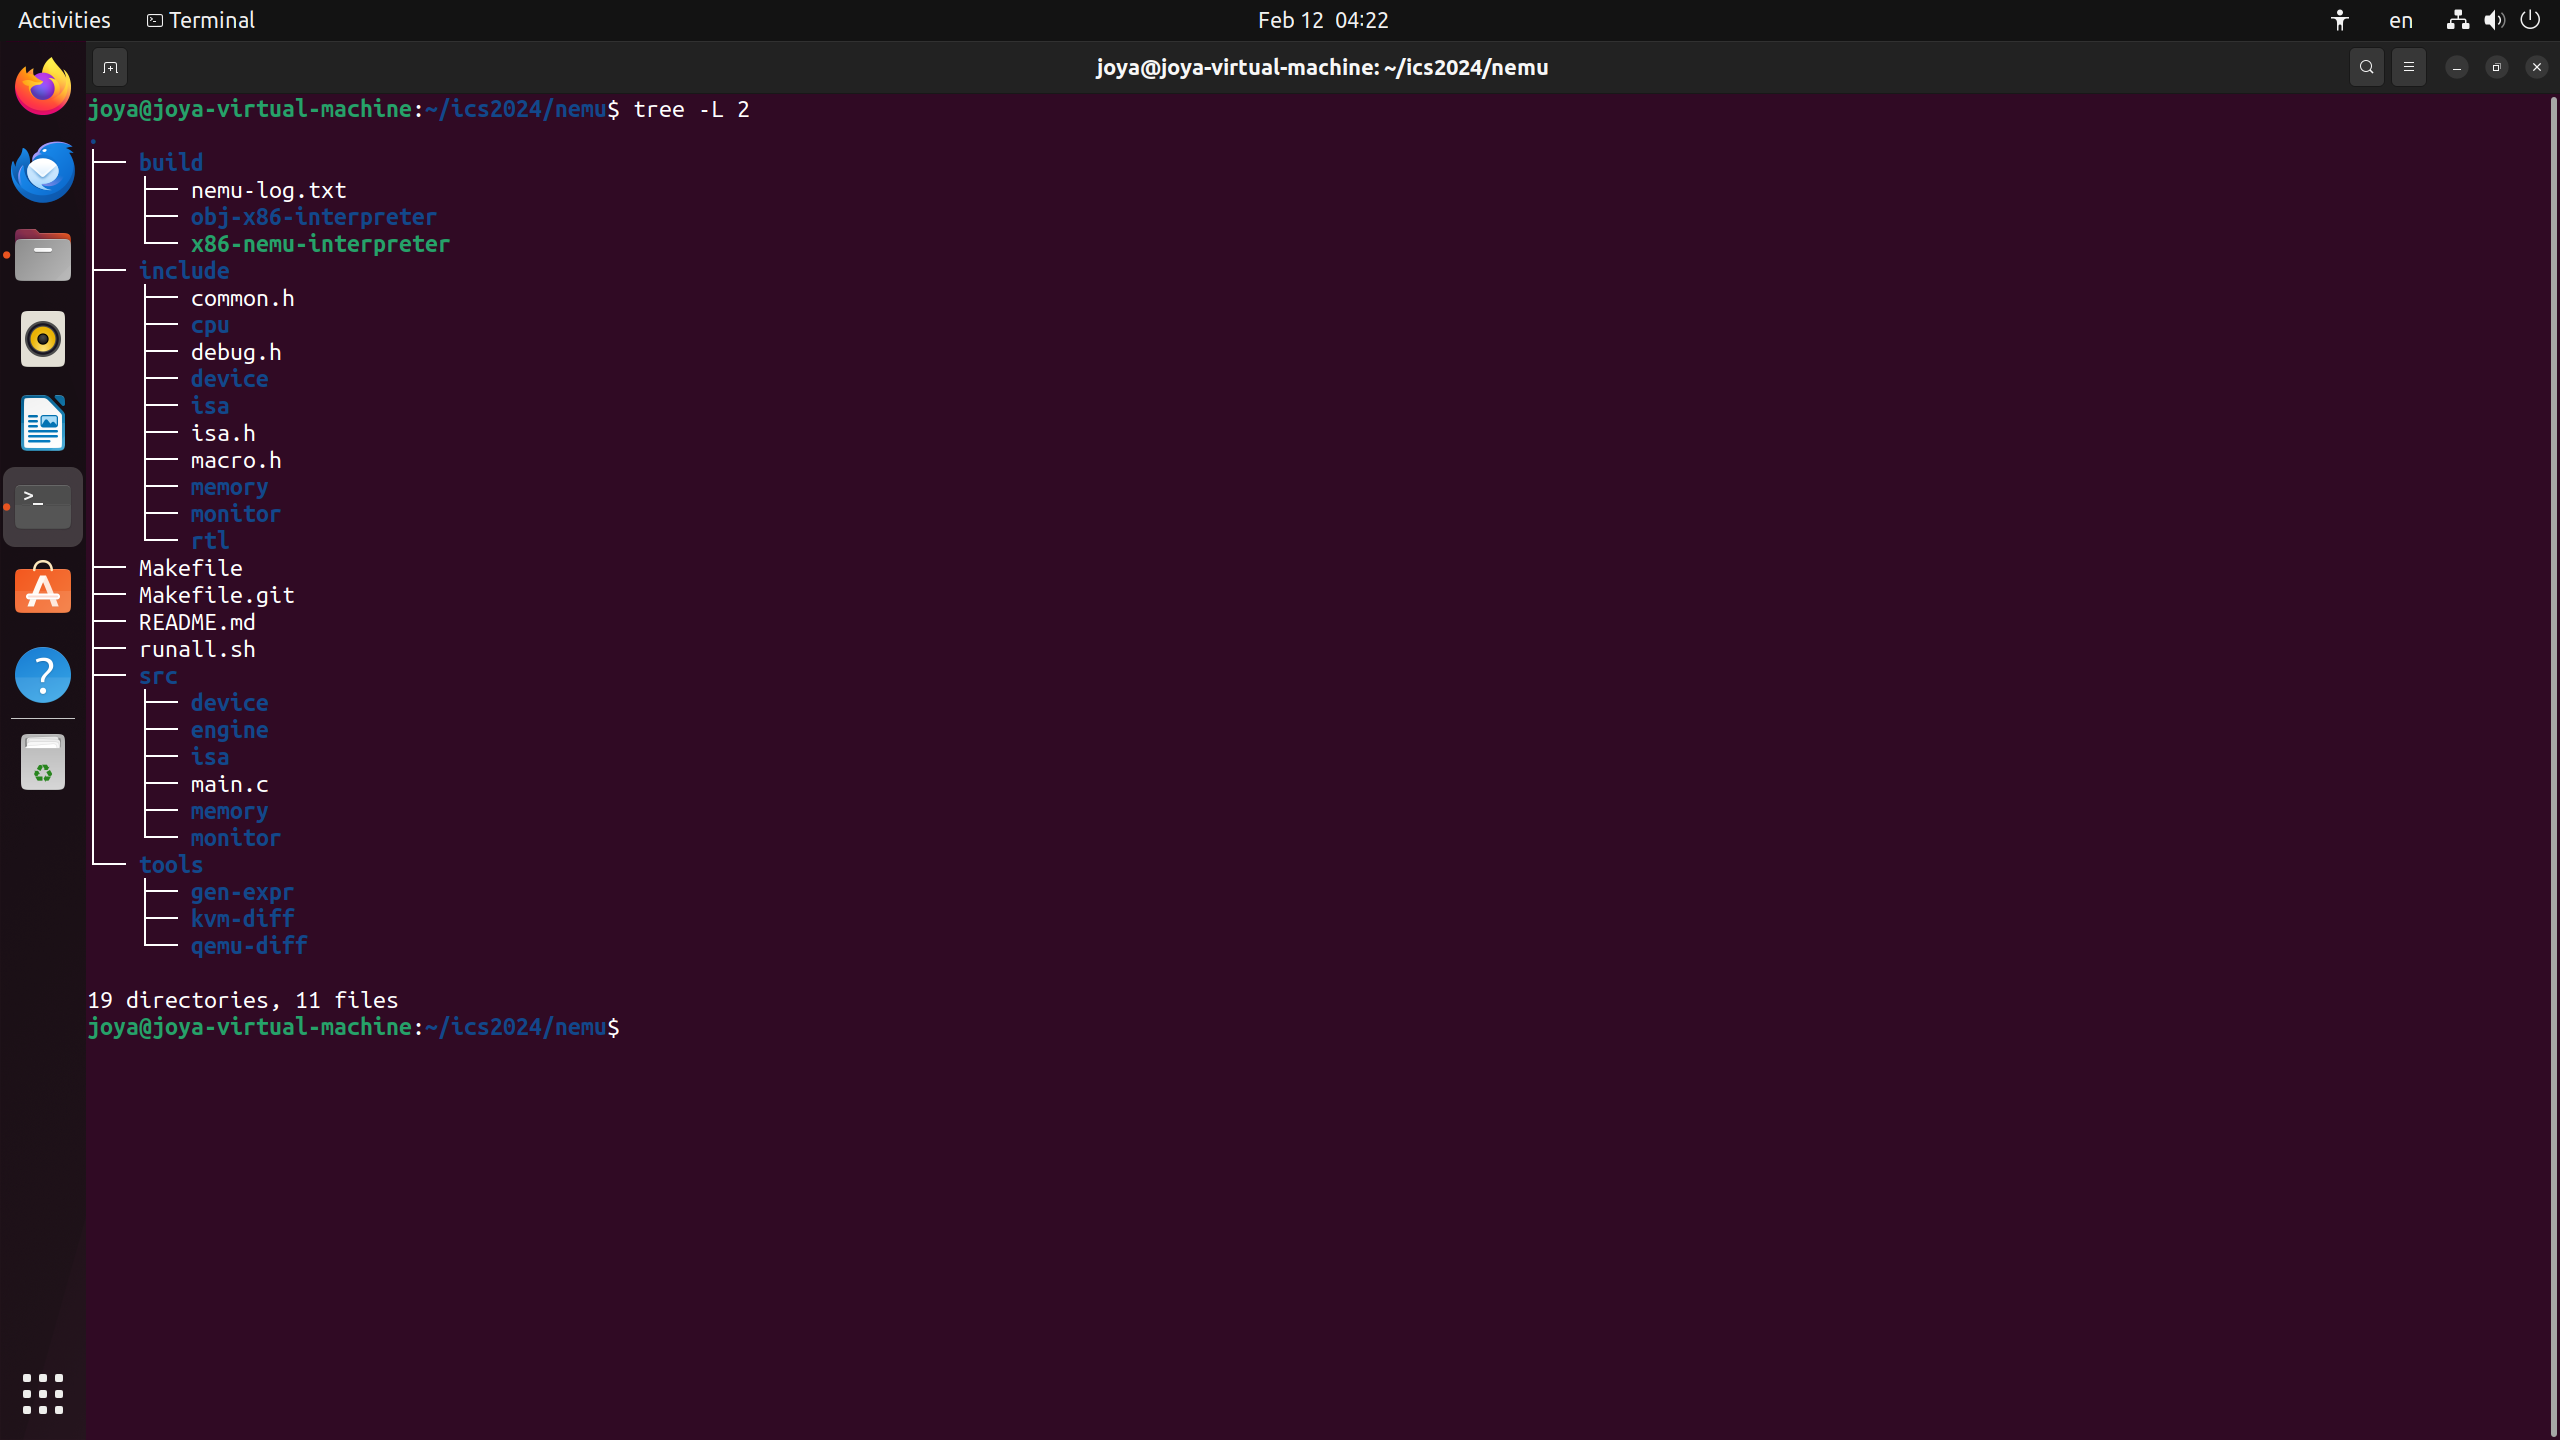 Activities Terminal Feb 12 04:22 en
joya@joya-virtual-machine: ~/ics2024/nemu
joya@joya-virtual-machine:~/ics2024/nemu$ tree -L 2
.
├── build
│   ├── nemu-log.txt
│   ├── obj-x86-interpreter
│   └── x86-nemu-interpreter
├── include
│   ├── common.h
│   ├── cpu
│   ├── debug.h
│   ├── device
│   ├── isa
│   ├── isa.h
│   ├── macro.h
│   ├── memory
│   ├── monitor
│   └── rtl
├── Makefile
├── Makefile.git
├── README.md
├── runall.sh
├── src
│   ├── device
│   ├── engine
│   ├── isa
│   ├── main.c
│   ├── memory
│   └── monitor
└── tools
    ├── gen-expr
    ├── kvm-diff
    └── qemu-diff
19 directories, 11 files
joya@joya-virtual-machine:~/ics2024/nemu$